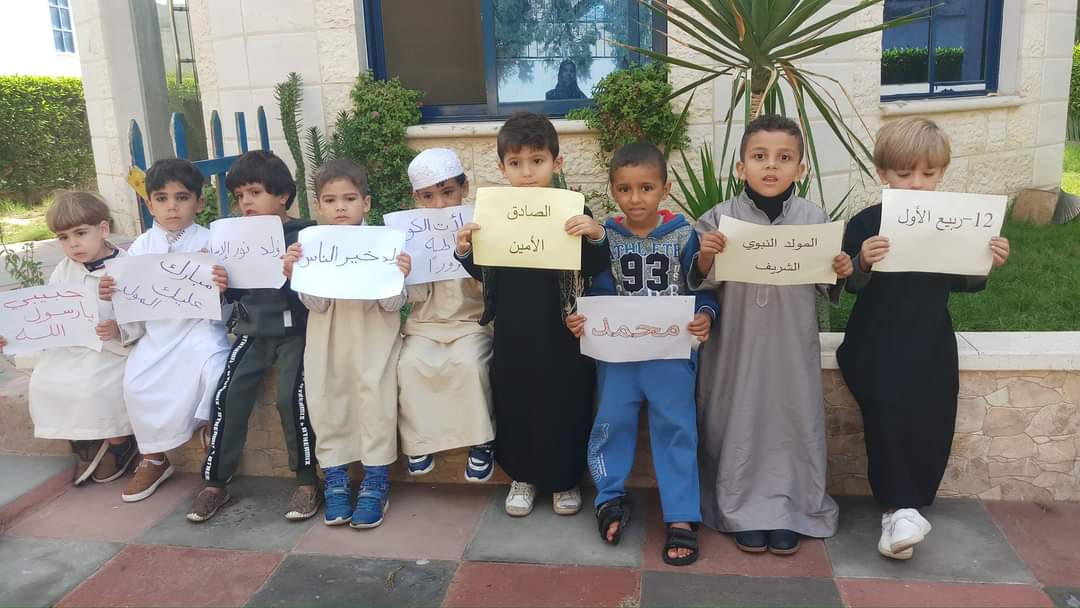 12-ربيع الأول
المولد النبوي
الشريف
محمد
93
الصادق
الأمين
خير الناس
ولد نور
مبارك
عليك
المولد
حبيبي
يارسول
الله